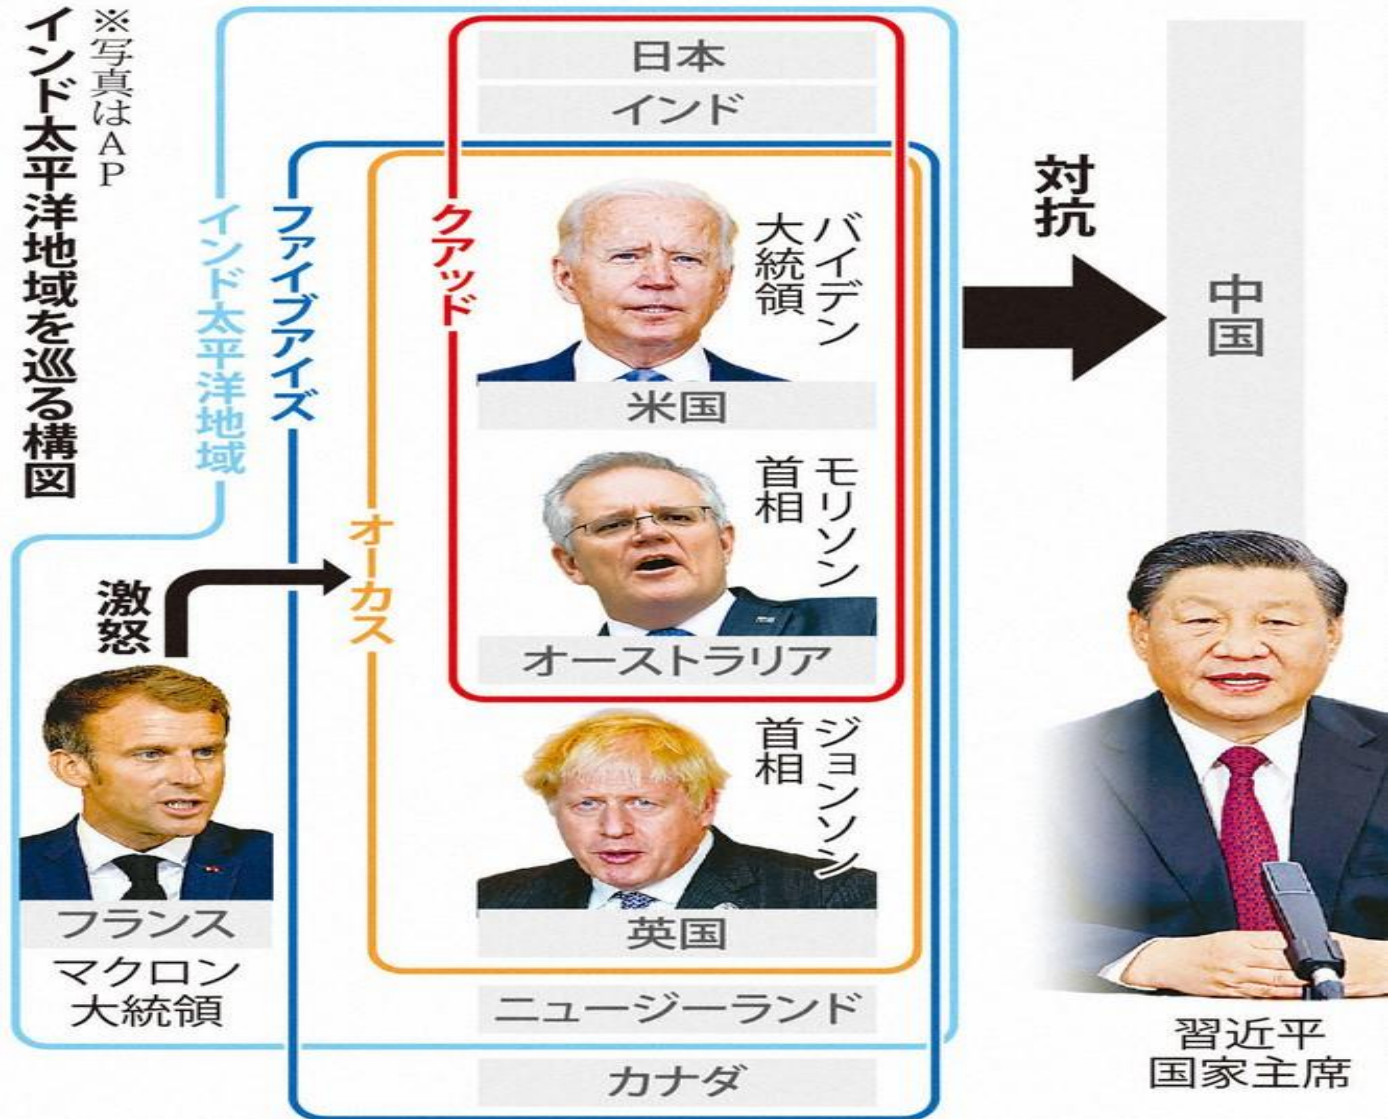 インド太平洋地域を巡る構図
※写真はAP
日本
インド
インド太平洋地域
ファイブアイズ
クアッド
オーカス
バイデン
大統領
米国
モリソン
首相
オーストラリア
ジョンソン
首相
英国
ニュージーランド
カナダ
激怒
フランス
マクロン
大統領
対抗
中国
習近平
国家主席